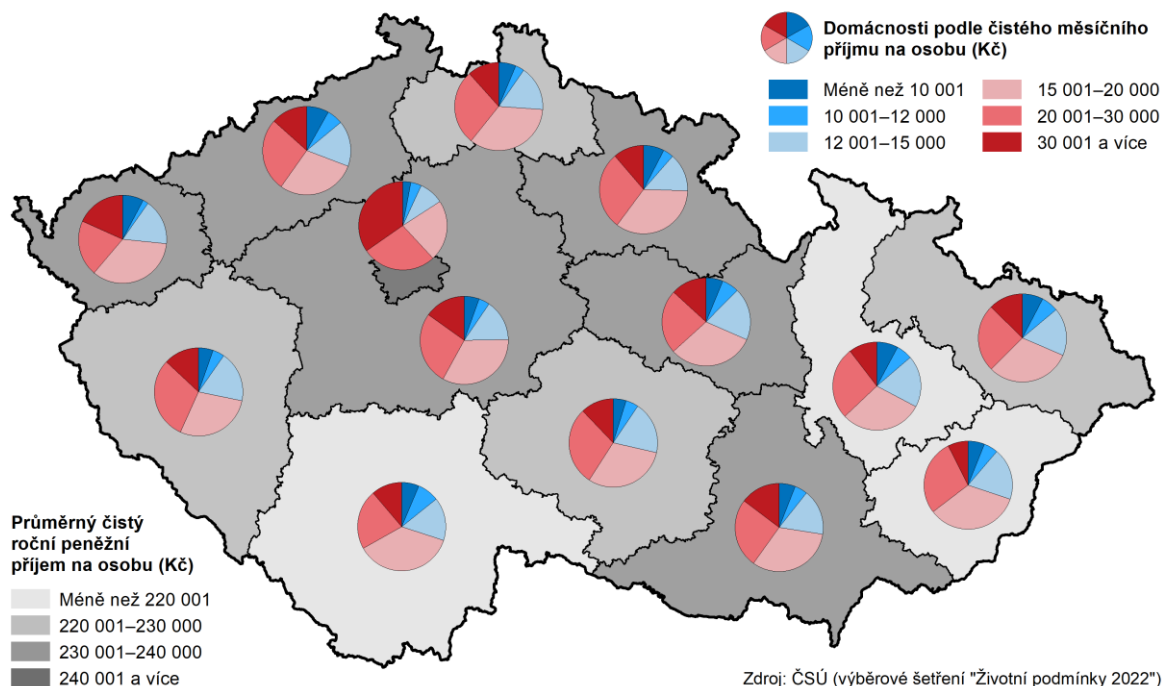 Domácnosti podle čistého měsíčního
příjmu na osobu (Kč)
Méně než 10 001
10 001–12 000
12 001–15 000
15 001–20 000
20 001–30 000
30 001 a více
Průměrný čistý
roční peněžní
příjem na osobu (Kč)
Méně než 220 001
220 001–230 000
230 001–240 000
240 001 a více
Zdroj: ČSÚ (výběrové šetření "Životní podmínky 2022")